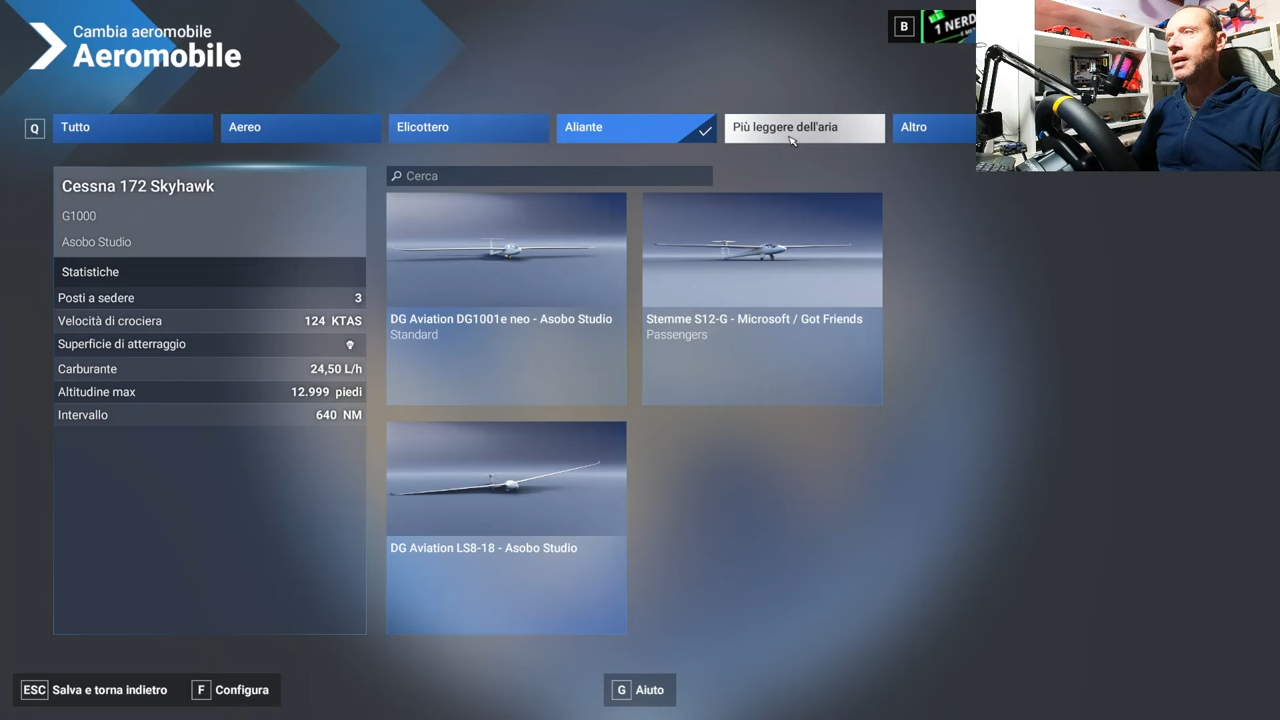 Cambia aeromobile
Aeromobile
B
1 NERD
Q
Tutto
Aereo
Elicottero
Aliante
Più leggere dell'aria
Altro
Cessna 172 Skyhawk
G1000
Asobo Studio
Statistiche
Posti a sedere 3
Velocità di crociera 124 KTAS
Superficie di atterraggio
Carburante 24,50 L/h
Altitudine max 12.999 piedi
Intervallo 640 NM
Cerca
DG Aviation DG1001e neo - Asobo Studio
Standard
Stemme S12-G - Microsoft / Got Friends
Passengers
DG Aviation LS8-18 - Asobo Studio
ESC Salva e torna indietro
F Configura
G Aiuto